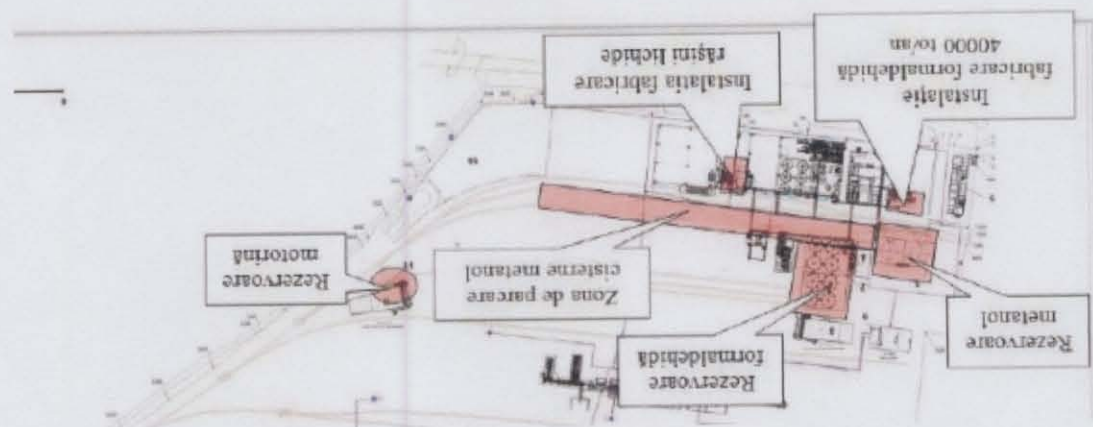 Rezervoare
metanol
Rezervoare
formaldehidă
Zona de parcare
cisterne metanol
Rezervoare
motorină
Instalație
fabricare formaldehidă
40000 to/an
Instalatia fabricare
rășini lichide